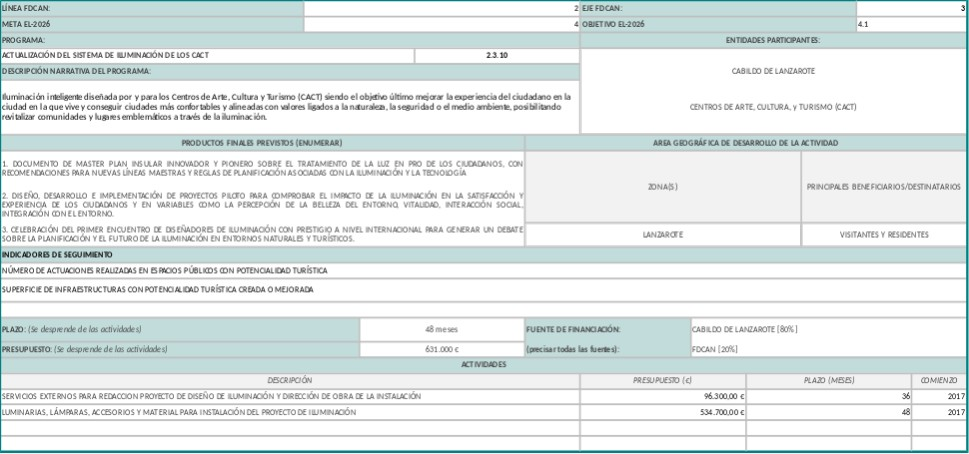 LÍNEA FDCAN: 2 EJE FDCAN: 3
META EL-2026 4 OBJETIVO EL-2026 4.1
PROGRAMA: ENTIDADES PARTICIPANTES:
ACTUALIZACIÓN DEL SISTEMA DE ILUMINACIÓN DE LOS CACT 2.3.10
CABILDO DE LANZAROTE
DESCRIPCIÓN NARRATIVA DEL PROGRAMA:
Iluminación inteligente diseñada por y para los Centros de Arte, Cultura y Turismo (CACT) siendo el objetivo último mejorar la experiencia del ciudadano en la
ciudad en la que vive y conseguir ciudades más confortables y alineadas con valores ligados a la naturaleza, la seguridad o el medio ambiente, posibilitando
revitalizar comunidades y lugares emblemáticos a través de la iluminación.
CENTROS DE ARTE, CULTURA, y TURISMO (CACT)
PRODUCTOS FINALES PREVISTOS (ENUMERAR) AREA GEOGRÁFICA DE DESARROLLO DE LA ACTIVIDAD
1. DOCUMENTO DE MASTER PLAN INSULAR INNOVADOR Y PIONERO SOBRE EL TRATAMIENTO DE LA LUZ EN PRO DE LOS CIUDADANOS, CON
RECOMENDACIONES PARA NUEVAS LÍNEAS MAESTRAS Y REGLAS DE PLANIFICACIÓN ASOCIADAS CON LA ILUMINACIÓN Y LA TECNOLOGÍA
ZONA(S) PRINCIPALES BENEFICIARIOS/DESTINATARIOS
2. DISEÑO, DESARROLLO E IMPLEMENTACIÓN DE PROYECTOS PILOTO PARA COMPROBAR EL IMPACTO DE LA ILUMINACIÓN EN LA SATISFACCIÓN Y
EXPERIENCIA DE LOS CIUDADANOS Y EN VARIABLES COMO LA PERCEPCIÓN DE LA BELLEZA DEL ENTORNO, VITALIDAD, INTERACCIÓN SOCIAL,
INTEGRACIÓN CON EL ENTORNO.
3. CELEBRACIÓN DEL PRIMER ENCUENTRO DE DISEÑADORES DE ILUMINACIÓN CON PRESTIGIO A NIVEL INTERNACIONAL PARA GENERAR UN DEBATE
SOBRE LA PLANIFICACIÓN Y EL FUTURO DE LA ILUMINACIÓN EN ENTORNOS NATURALES Y TURÍSTICOS.
LANZAROTE VISITANTES Y RESIDENTES
INDICADORES DE SEGUIMIENTO
NÚMERO DE ACTUACIONES REALIZADAS EN ESPACIOS PÚBLICOS CON POTENCIALIDAD TURÍSTICA
SUPERFICIE DE INFRAESTRUCTURAS CON POTENCIALIDAD TURÍSTICA CREADA O MEJORADA
PLAZO: (Se desprende de las actividades) 48 meses FUENTE DE FINANCIACIÓN: CABILDO DE LANZAROTE [80%]
PRESUPUESTO: (Se desprende de las actividades) 631.000 € (precisar todas las fuentes): FDCAN [20%]
ACTIVIDADES
DESCRIPCIÓN PRESUPUESTO (€) PLAZO (MESES) COMIENZO
SERVICIOS EXTERNOS PARA REDACCION PROYECTO DE DISEÑO DE ILUMINACIÓN Y DIRECCIÓN DE OBRA DE LA INSTALACIÓN 96.300,00 € 36 2017
LUMINARIAS, LÁMPARAS, ACCESORIOS Y MATERIAL PARA INSTALACIÓN DEL PROYECTO DE ILUMINACIÓN 534.700,00 € 48 2017